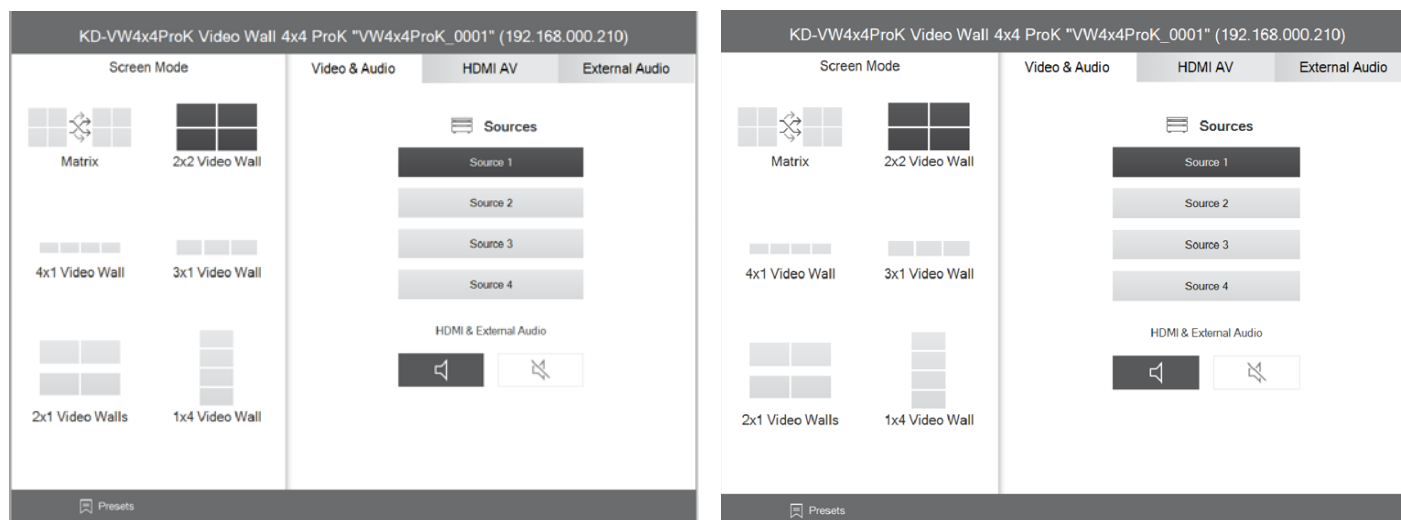 KD-VW4x4ProK Video Wall 4x4 ProK "VW4x4ProK_0001" (192.168.000.210)
Screen Mode
Video & Audio
HDMI AV
External Audio
Matrix
2x2 Video Wall
4x1 Video Wall
3x1 Video Wall
2x1 Video Walls
1x4 Video Wall
Sources
Source 1
Source 2
Source 3
Source 4
HDMI & External Audio
Presets
KD-VW4x4ProK Video Wall 4x4 ProK "VW4x4ProK_0001" (192.168.000.210)
Screen Mode
Video & Audio
HDMI AV
External Audio
Matrix
2x2 Video Wall
4x1 Video Wall
3x1 Video Wall
2x1 Video Walls
1x4 Video Wall
Sources
Source 1
Source 2
Source 3
Source 4
HDMI & External Audio
Presets